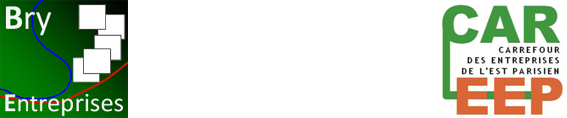 Bry
Entreprises
CAR
CARREFOUR
DES ENTREPRISES
DE L'EST PARISIEN
EEP